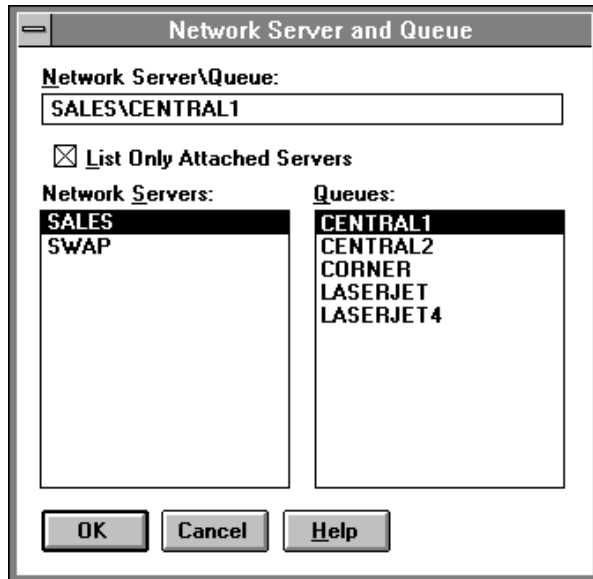 Network Server and Queue
Network Server\Queue:
SALES\CENTRAL1
List Only Attached Servers
Network Servers:
SALES
SWAP
Queues:
CENTRAL1
CENTRAL2
CORNER
LASERJET
LASERJET4
OK
Cancel
Help